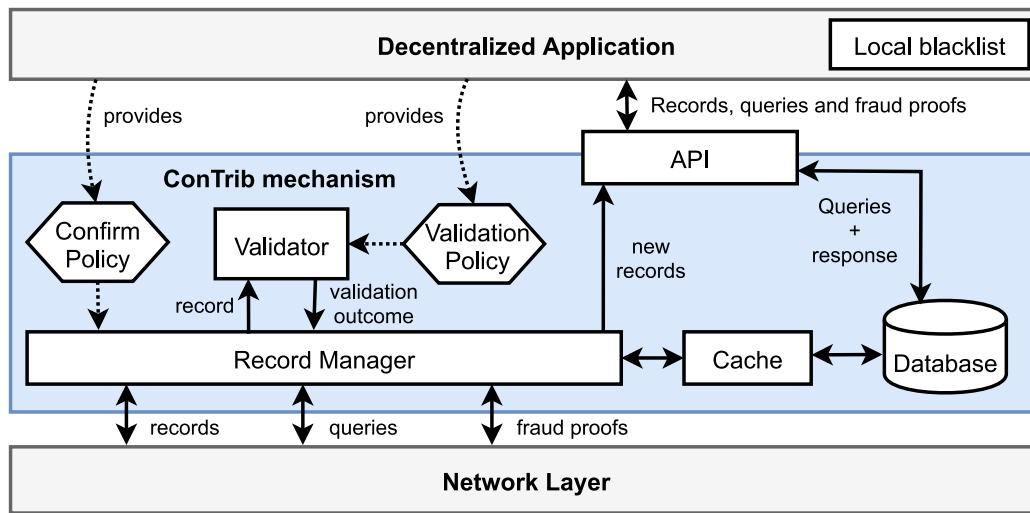 Decentralized Application
Local blacklist
provides
provides
Records, queries and fraud proofs
API
ConTrib mechanism
Confirm
Policy
Validator
Validation
Policy
Queries
+
response
new
records
record
validation
outcome
Record Manager
Cache
Database
records
queries
fraud proofs
Network Layer